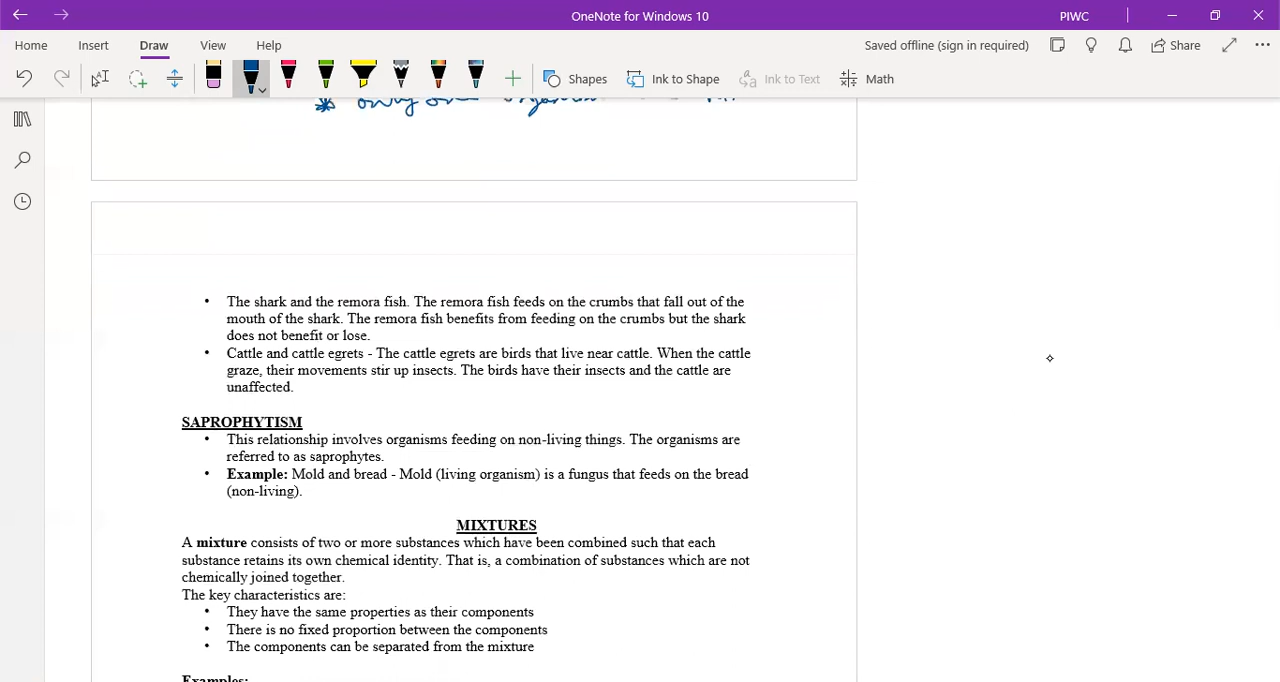 OneNote for Windows 10
PIWC
Home Insert Draw View Help
Saved offline (sign in required) Share
Shapes Ink to Shape Ink to Text Math
only
• The shark and the remora fish. The remora fish feeds on the crumbs that fall out of the
mouth of the shark. The remora fish benefits from feeding on the crumbs but the shark
does not benefit or lose.
• Cattle and cattle egrets - The cattle egrets are birds that live near cattle. When the cattle
graze, their movements stir up insects. The birds have their insects and the cattle are
unaffected.
SAPROPHYTISM
• This relationship involves organisms feeding on non-living things. The organisms are
referred to as saprophytes.
• Example: Mold and bread - Mold (living organism) is a fungus that feeds on the bread
(non-living).
MIXTURES
A mixture consists of two or more substances which have been combined such that each
substance retains its own chemical identity. That is, a combination of substances which are not
chemically joined together.
The key characteristics are:
• They have the same properties as their components
• There is no fixed proportion between the components
• The components can be separated from the mixture
Examples: